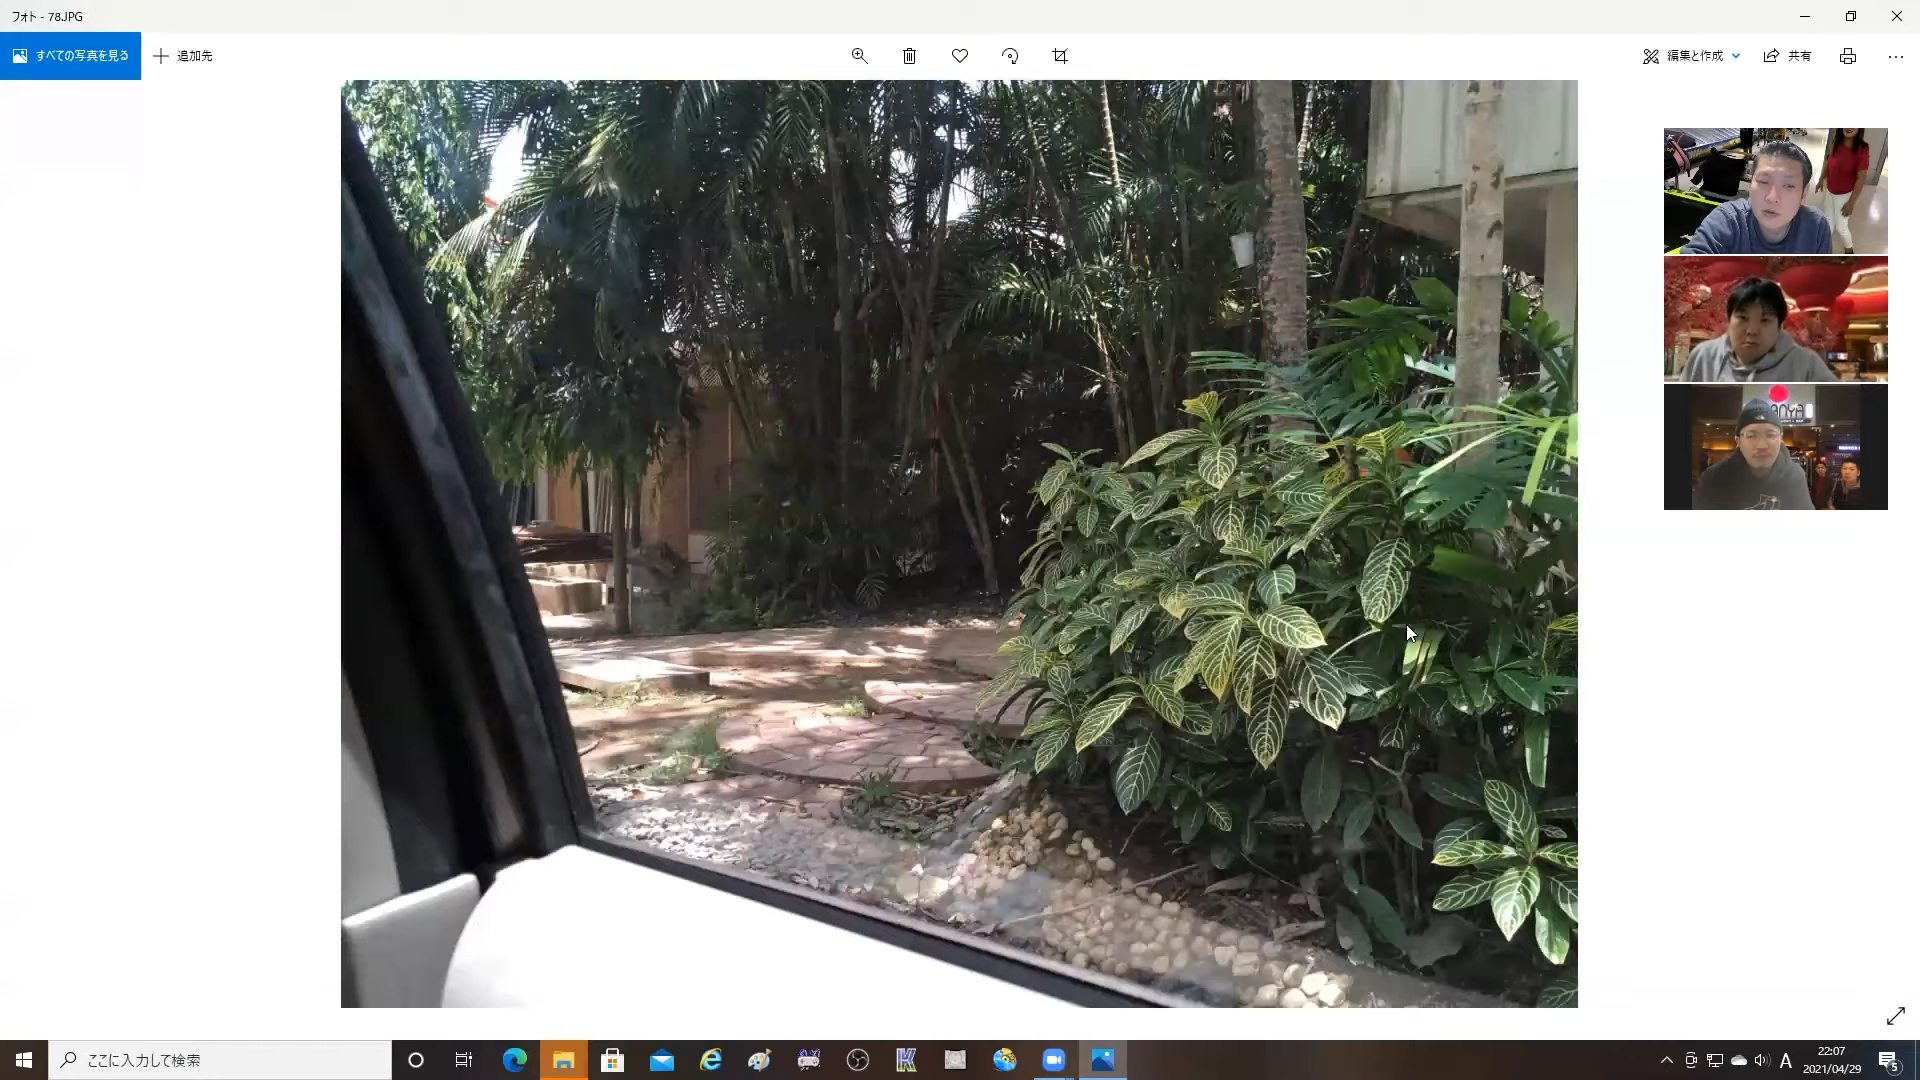 フォト - 78.JPG
すべての写真を見る
追加先
編集と作成
共有
ここに入力して検索
A
22:07
2021/04/29
5